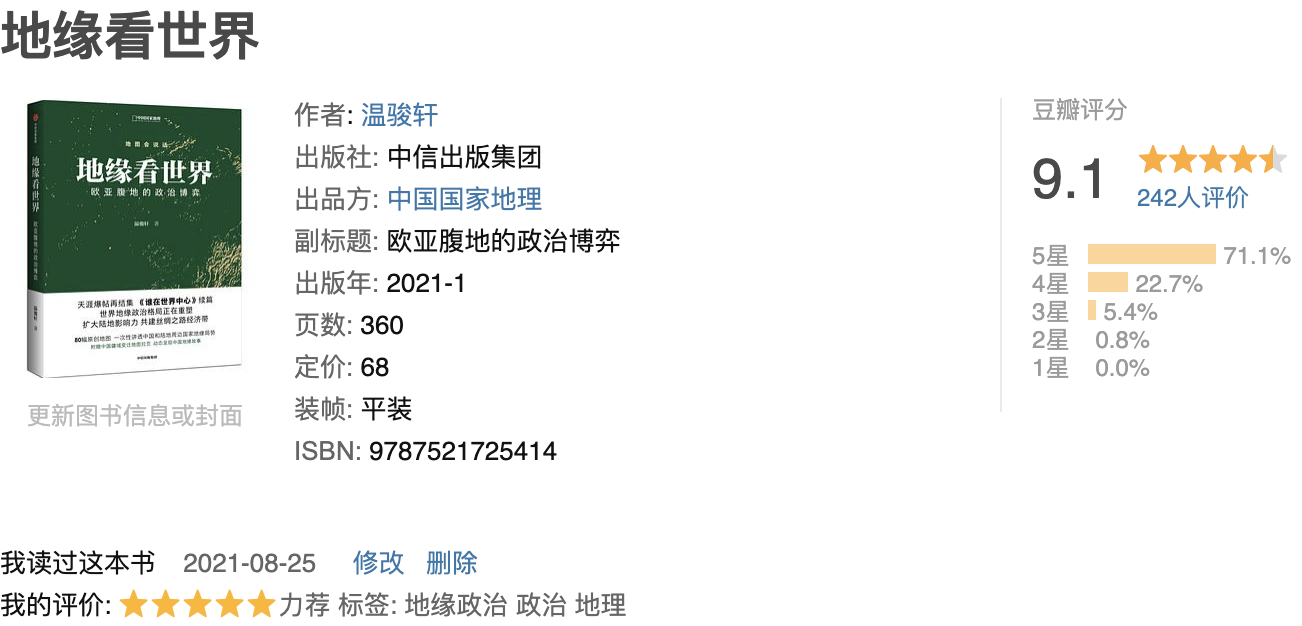 地缘看世界
中国国家地理
地图会说话
地缘看世界
欧亚腹地的政治博弈
温骏轩 著
地缘看世界
欧亚腹地的政治博弈
天涯爆帖再结集 《谁在世界中心》续篇
世界地缘政治格局正在重塑
扩大陆地影响力 共建丝绸之路经济带
80幅原创地图 一次性讲透中国和陆地周边国家地缘局势
中信出版集团
更新图书信息或封面
作者: 温骏轩
出版社: 中信出版集团
出品方: 中国国家地理
副标题: 欧亚腹地的政治博弈
出版年: 2021-1
页数: 360
定价: 68
装帧: 平装
ISBN: 9787521725414
豆瓣评分
9.1
242人评价
5星 71.1%
4星 22.7%
3星 5.4%
2星 0.8%
1星 0.0%
我读过这本书 2021-08-25 修改 删除
我的评价: 力荐 标签: 地缘政治 政治 地理